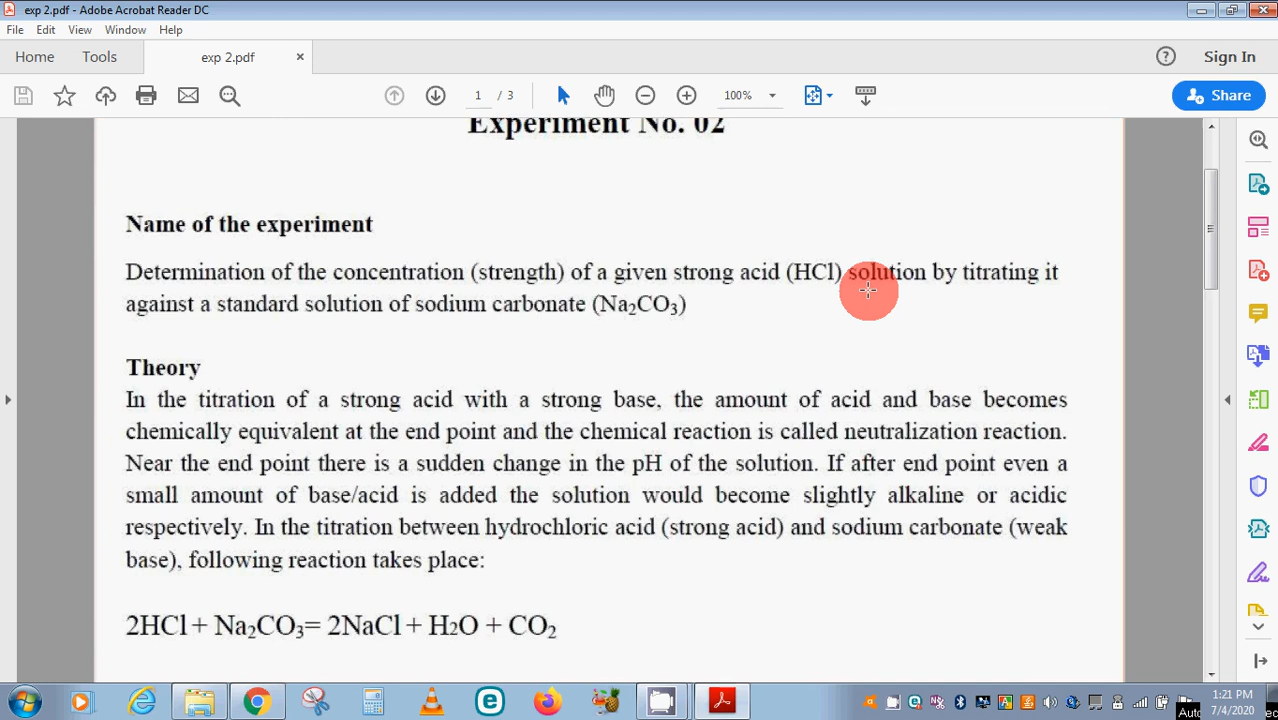 exp 2.pdf - Adobe Acrobat Reader DC
File Edit View Window Help
Home Tools exp 2.pdf × Sign In
1 / 3 100% Share
Experiment No. 02
Name of the experiment
Determination of the concentration (strength) of a given strong acid (HCl) solution by titrating it
against a standard solution of sodium carbonate (Na₂CO₃)
Theory
In the titration of a strong acid with a strong base, the amount of acid and base becomes
chemically equivalent at the end point and the chemical reaction is called neutralization reaction.
Near the end point there is a sudden change in the pH of the solution. If after end point even a
small amount of base/acid is added the solution would become slightly alkaline or acidic
respectively. In the titration between hydrochloric acid (strong acid) and sodium carbonate (weak
base), following reaction takes place:
2HCl + Na₂CO₃= 2NaCl + H₂O + CO₂
1:21 PM
7/4/2020